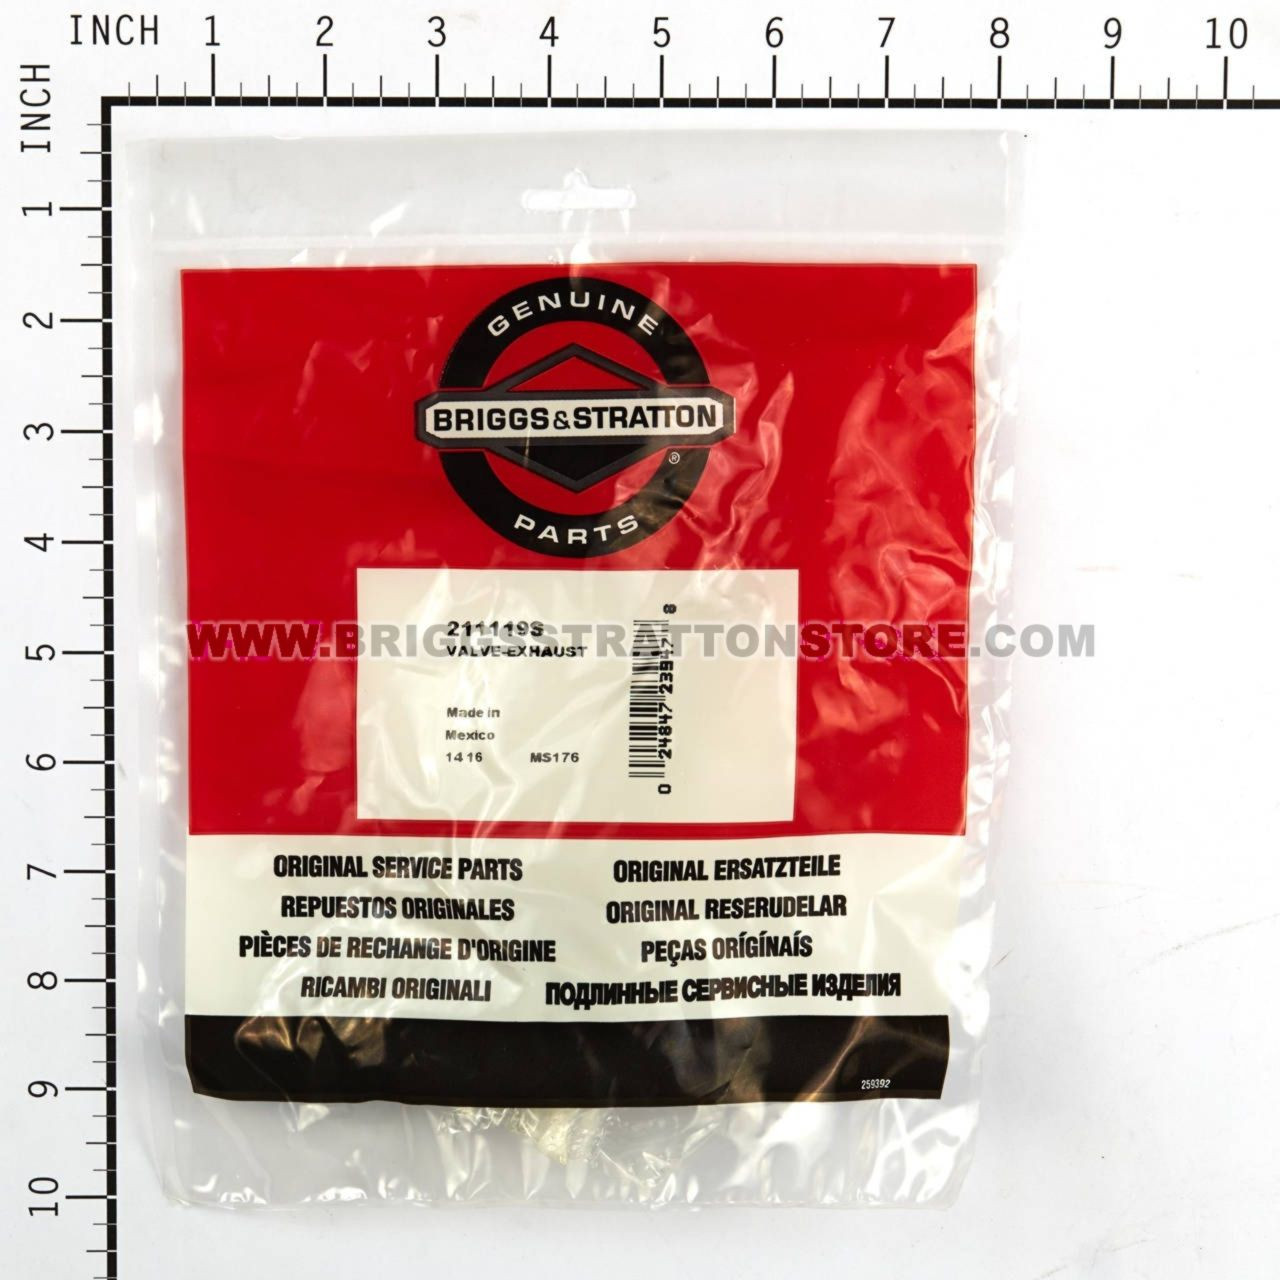 INCH 1 2 3 4 5 6 7 8 9 10
INCH 1 2 3 4 5 6 7 8 9 10
GENUINE
BRIGGS&STRATTON
®
PARTS
211119S
WWW.BRIGGSSTRATTONSTORE.COM
VALVE-EXHAUST
Made in
Mexico
14 16 MS176
0 24847 23947 8
ORIGINAL SERVICE PARTS ORIGINAL ERSATZTEILE
REPUESTOS ORIGINALES ORIGINAL RESERUDELAR
PIÈCES DE RECHANGE D'ORIGINE PEÇAS ORÍGÍNAÍS
RICAMBI ORIGINALI ПОДЛИННЫЕ СЕРВИСНЫЕ ИЗДЕЛИЯ
259392